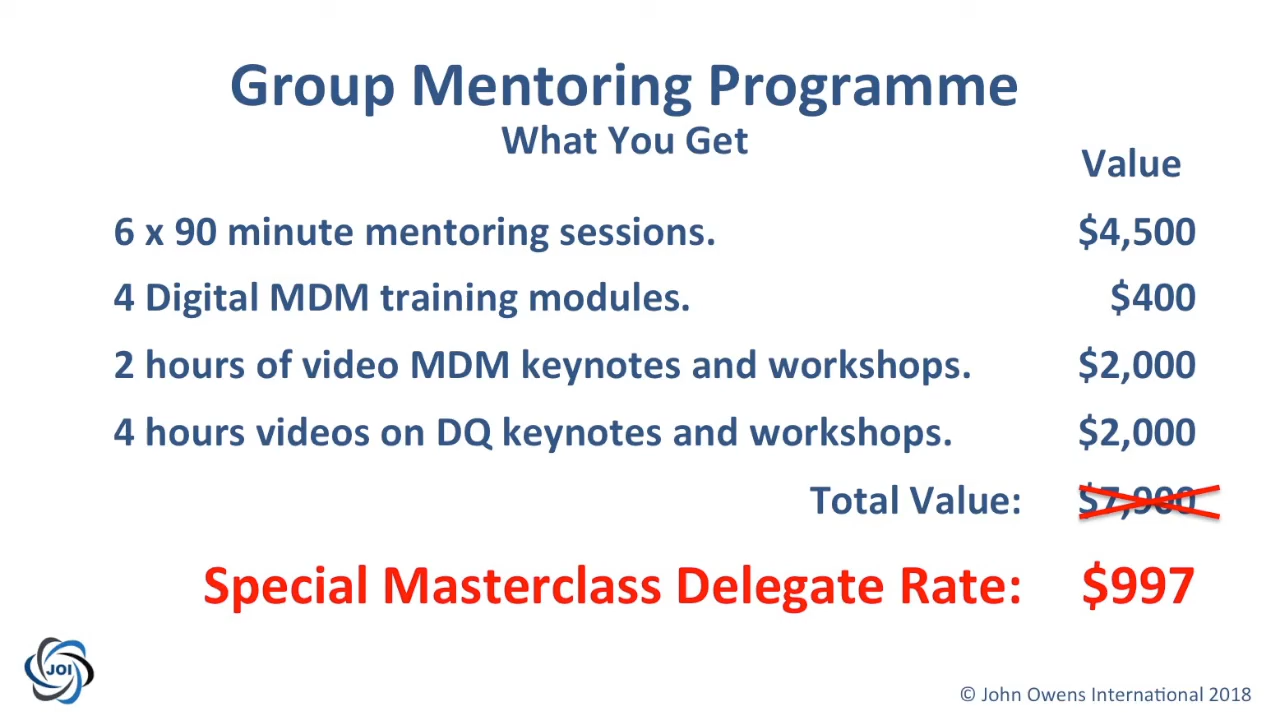 Group Mentoring Programme
What You Get
Value
6 x 90 minute mentoring sessions. $4,500
4 Digital MDM training modules. $400
2 hours of video MDM keynotes and workshops. $2,000
4 hours videos on DQ keynotes and workshops. $2,000
Total Value: $7,900
Special Masterclass Delegate Rate: $997
JOI
© John Owens International 2018